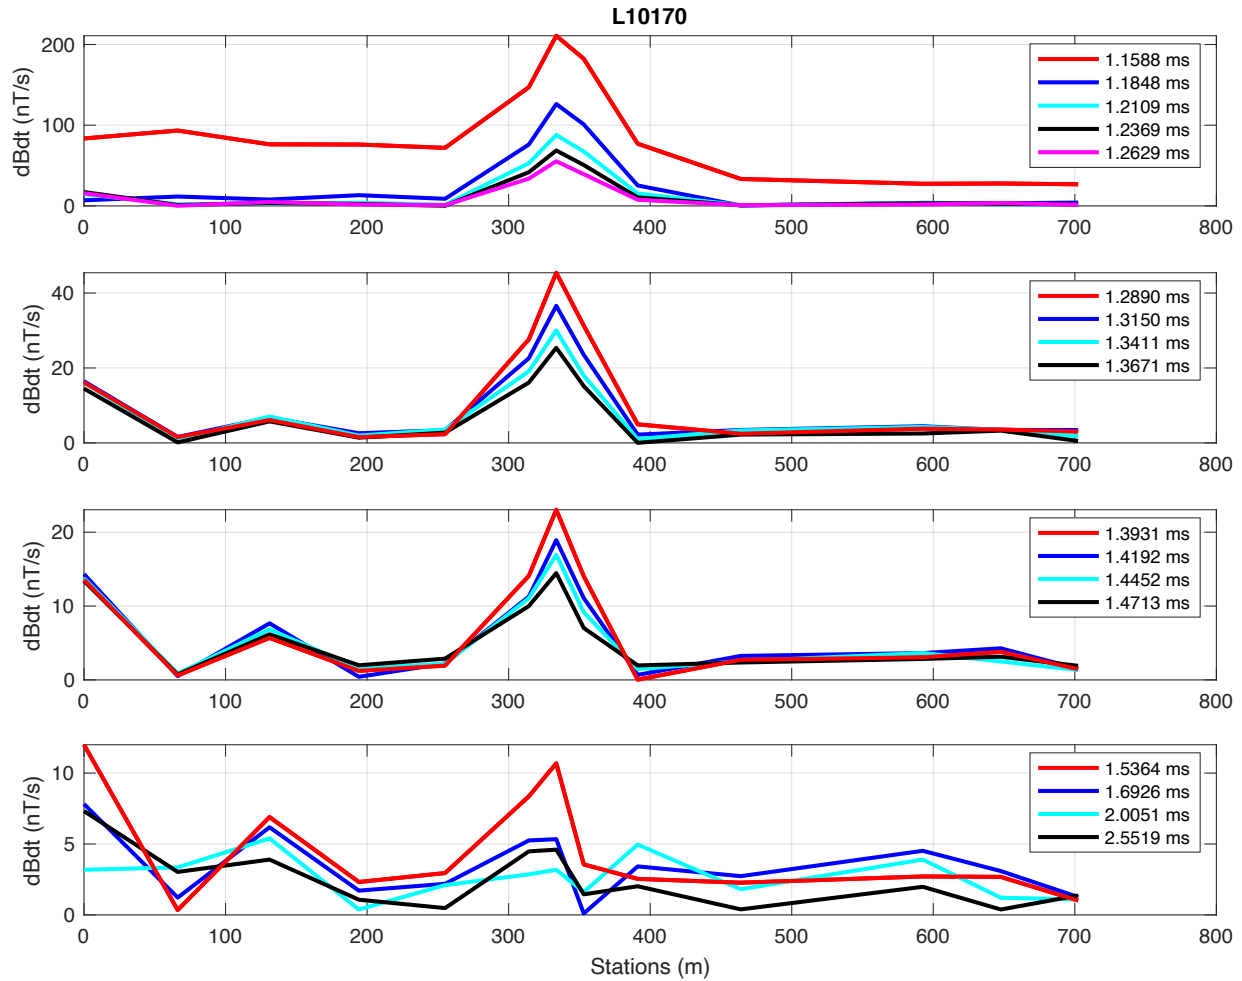 L10170
dBdt (nT/s)
200
100
0
1.1588 ms
1.1848 ms
1.2109 ms
1.2369 ms
1.2629 ms
0 100 200 300 400 500 600 700 800
dBdt (nT/s)
40
20
0
1.2890 ms
1.3150 ms
1.3411 ms
1.3671 ms
0 100 200 300 400 500 600 700 800
dBdt (nT/s)
20
10
0
1.3931 ms
1.4192 ms
1.4452 ms
1.4713 ms
0 100 200 300 400 500 600 700 800
dBdt (nT/s)
10
5
0
1.5364 ms
1.6926 ms
2.0051 ms
2.5519 ms
0 100 200 300 400 500 600 700 800
Stations (m)